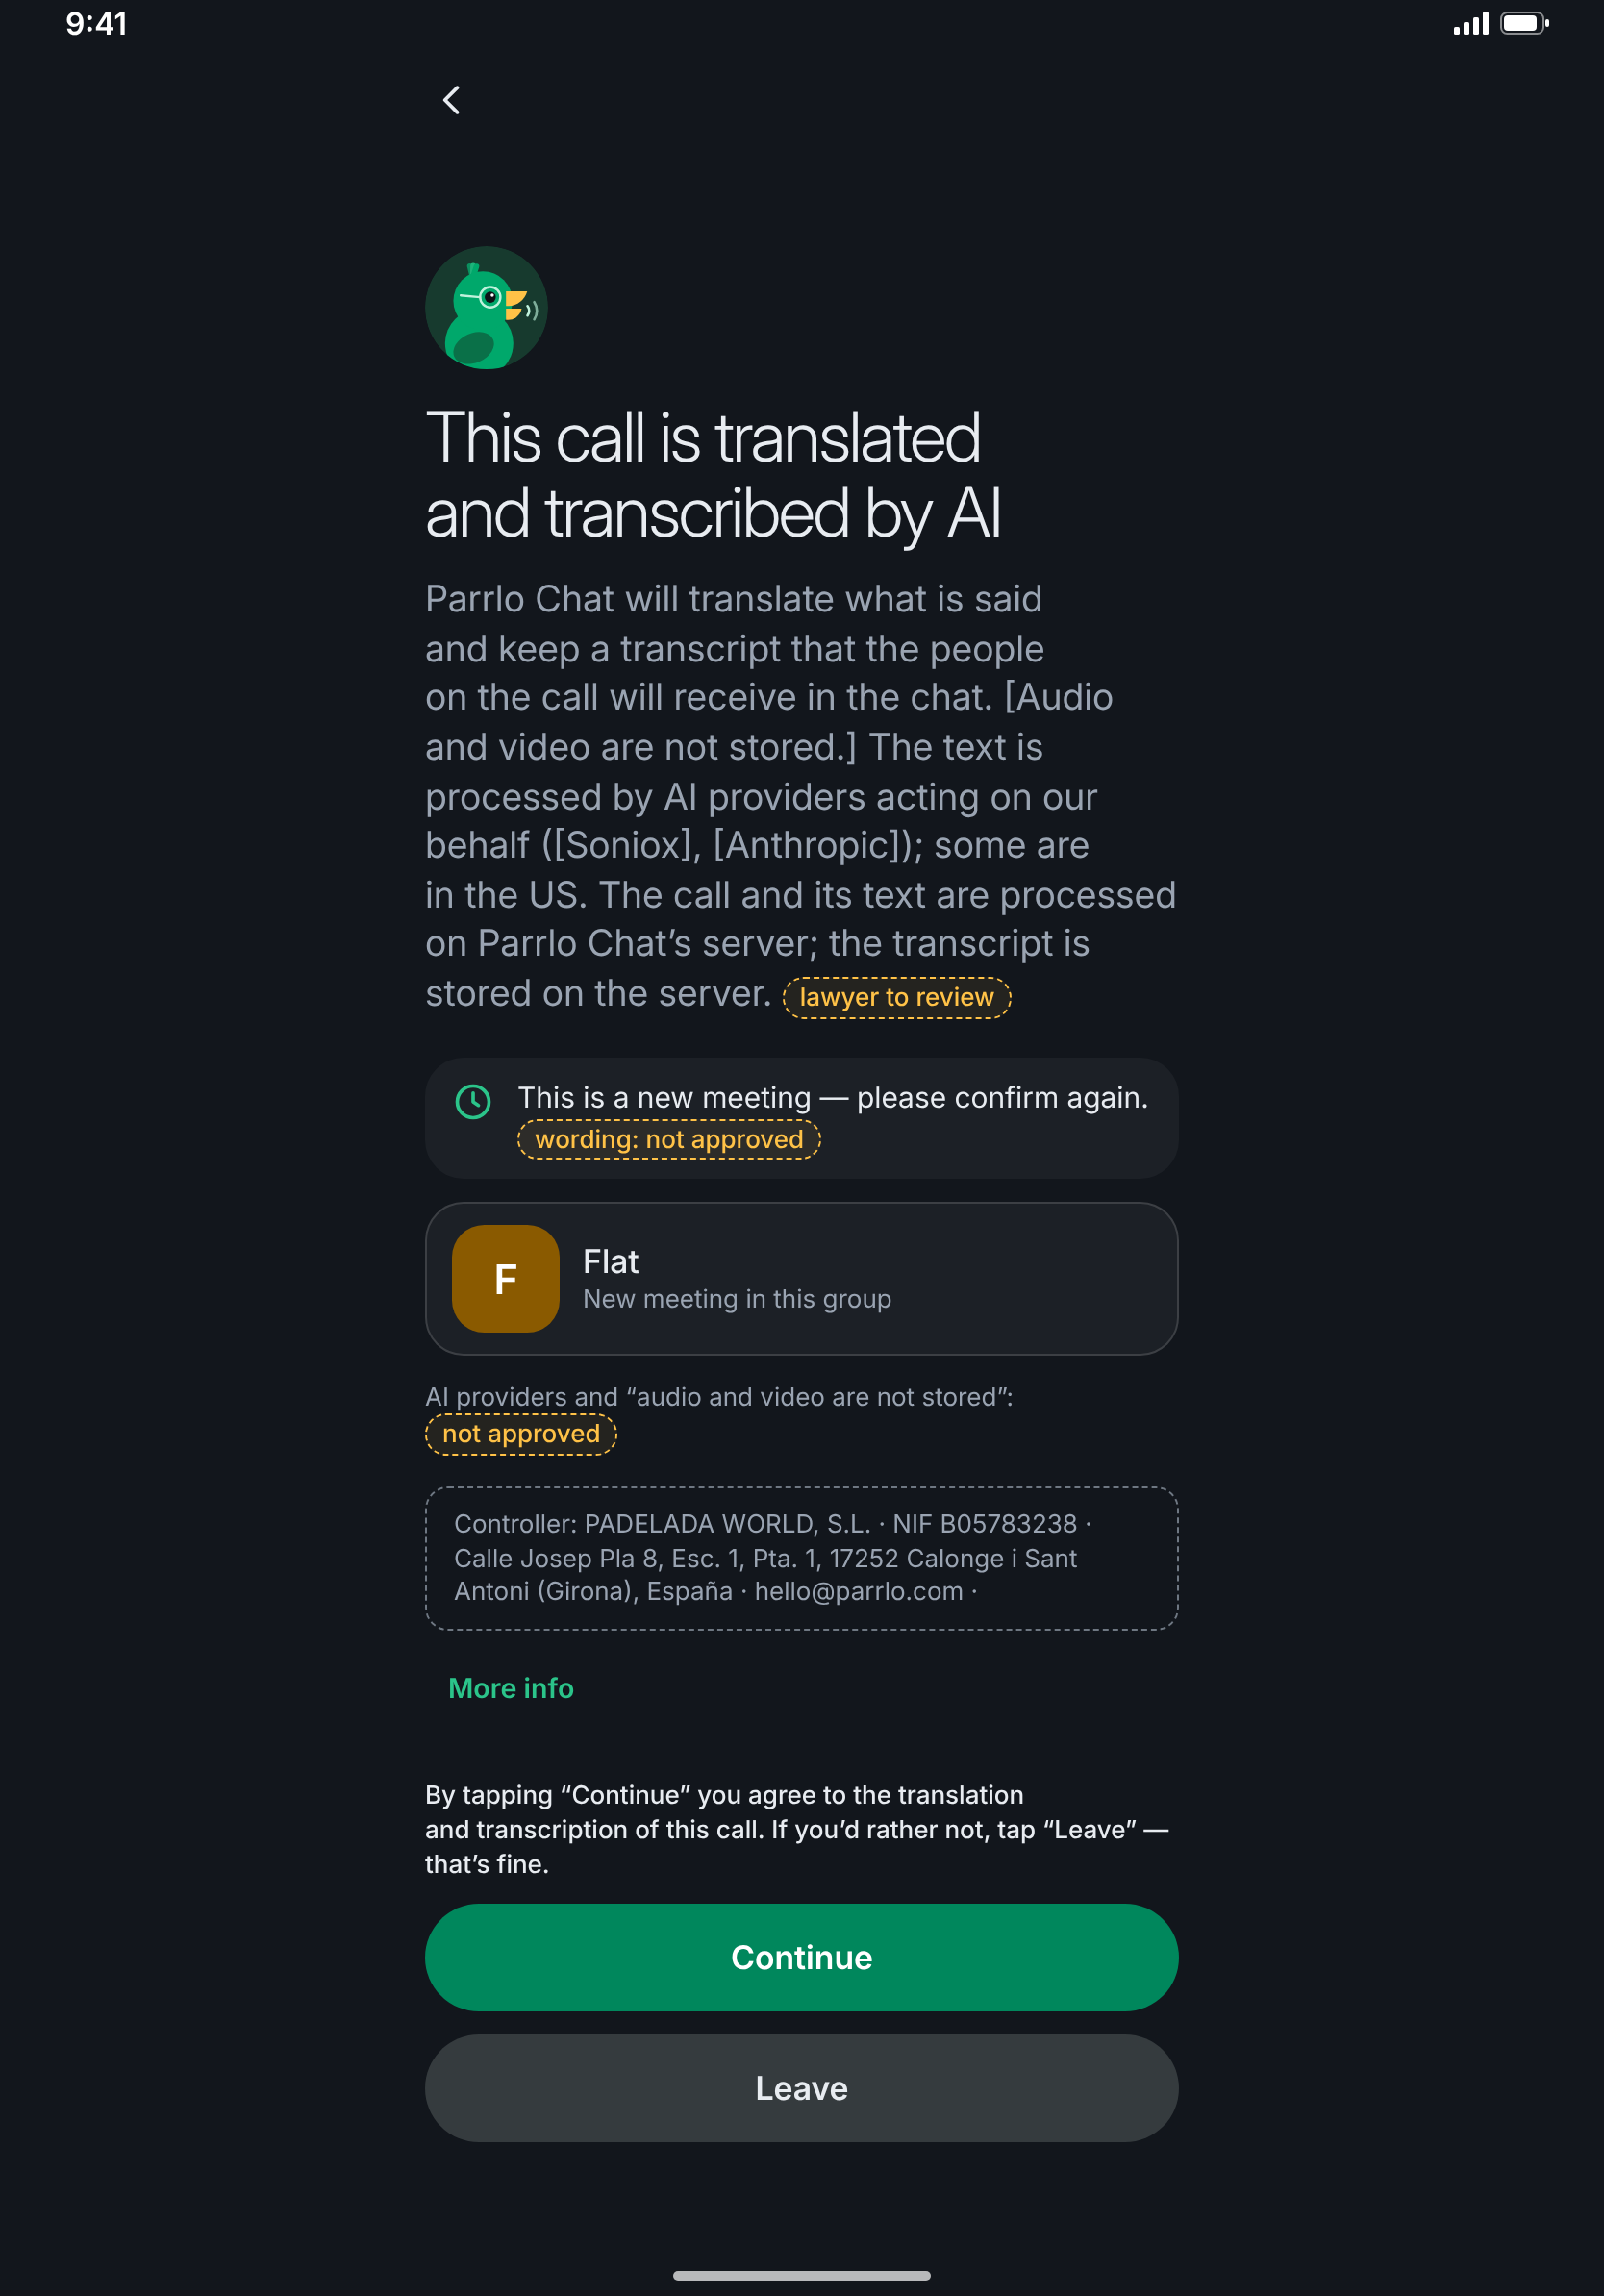 9:41
This call is translated
and transcribed by AI
Parrlo Chat will translate what is said
and keep a transcript that the people
on the call will receive in the chat. [Audio
and video are not stored.] The text is
processed by AI providers acting on our
behalf ([Soniox], [Anthropic]); some are
in the US. The call and its text are processed
on Parrlo Chat’s server; the transcript is
stored on the server. lawyer to review
This is a new meeting — please confirm again.
wording: not approved
F
Flat
New meeting in this group
AI providers and “audio and video are not stored”:
not approved
Controller: PADELADA WORLD, S.L. · NIF B05783238 ·
Calle Josep Pla 8, Esc. 1, Pta. 1, 17252 Calonge i Sant
Antoni (Girona), España · hello@parrlo.com ·
More info
By tapping “Continue” you agree to the translation
and transcription of this call. If you’d rather not, tap “Leave” —
that’s fine.
Continue
Leave